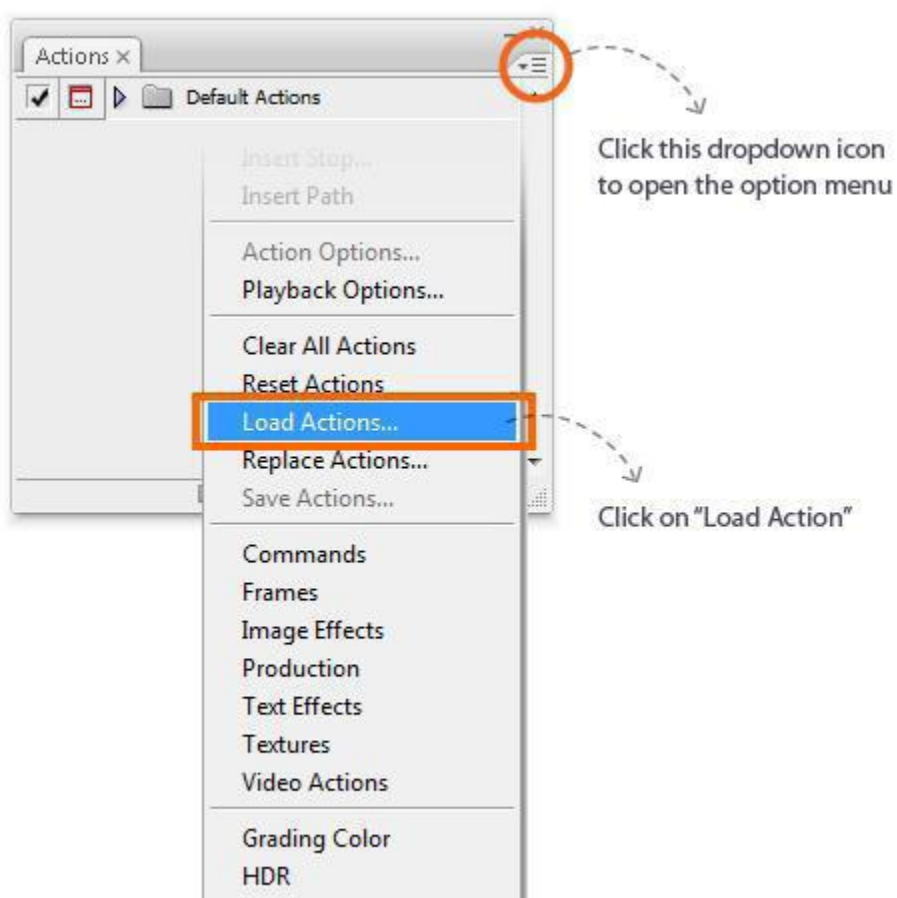 Actions ×
Default Actions
Click this dropdown icon
to open the option menu
Insert Stop...
Insert Path
Action Options...
Playback Options...
Clear All Actions
Reset Actions
Load Actions...
Replace Actions...
Save Actions...
Click on "Load Action"
Commands
Frames
Image Effects
Production
Text Effects
Textures
Video Actions
Grading Color
HDR